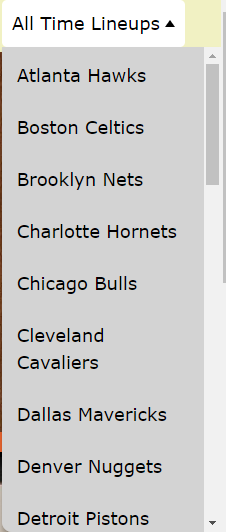 All Time Lineups ▲
Atlanta Hawks
Boston Celtics
Brooklyn Nets
Charlotte Hornets
Chicago Bulls
Cleveland
Cavaliers
Dallas Mavericks
Denver Nuggets
Detroit Pistons